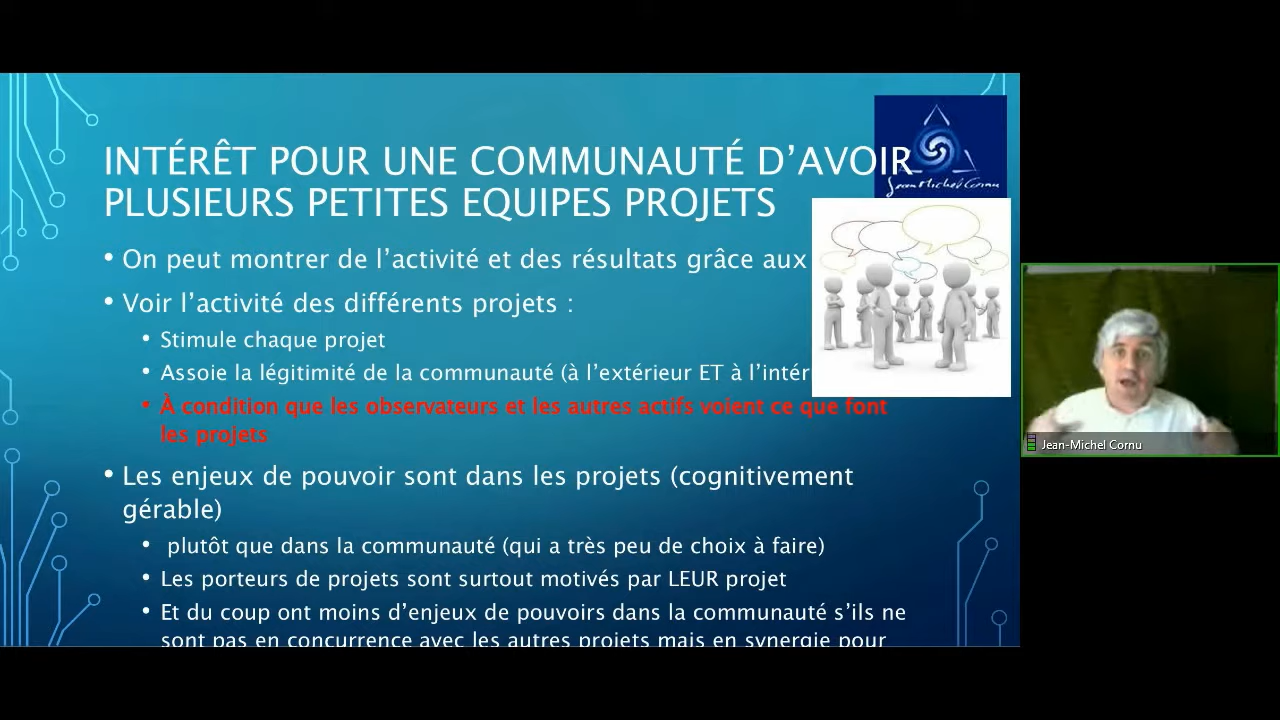 INTÉRÊT POUR UNE COMMUNAUTÉ D’AVOIR
PLUSIEURS PETITES EQUIPES PROJETS
Jean Michel Cornu
• On peut montrer de l’activité et des résultats grâce aux
• Voir l’activité des différents projets :
• Stimule chaque projet
• Assoie la légitimité de la communauté (à l’extérieur ET à l’intér
• À condition que les observateurs et les autres actifs voient ce que font
les projets
• Les enjeux de pouvoir sont dans les projets (cognitivement
gérable)
• plutôt que dans la communauté (qui a très peu de choix à faire)
• Les porteurs de projets sont surtout motivés par LEUR projet
• Et du coup ont moins d’enjeux de pouvoirs dans la communauté s’ils ne
sont pas en concurrence avec les autres projets mais en synergie pour
Jean-Michel Cornu